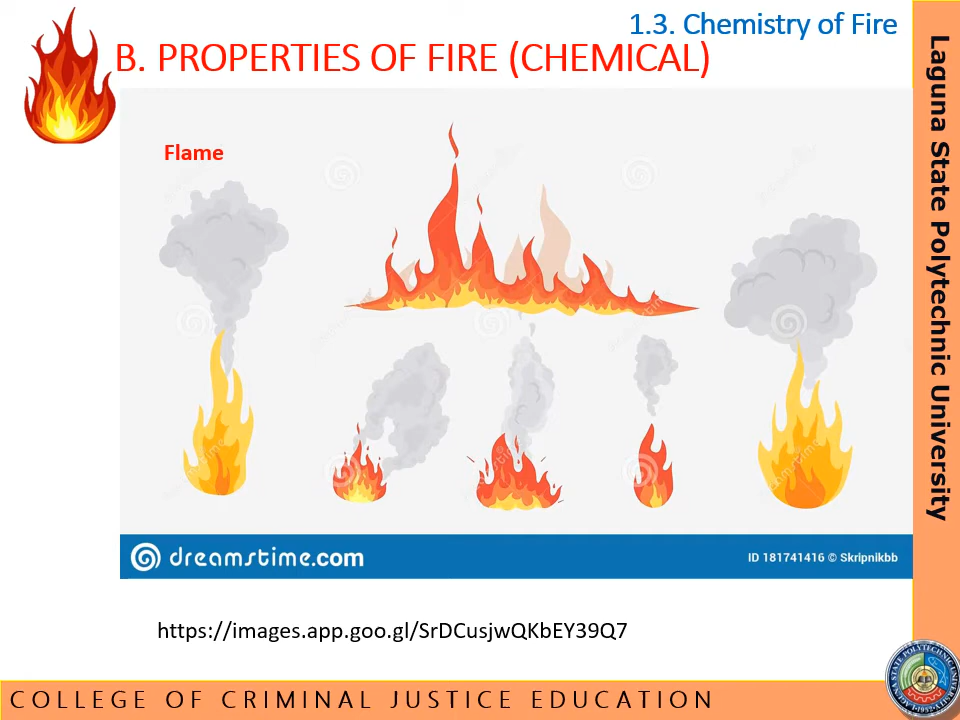 1.3. Chemistry of Fire
B. PROPERTIES OF FIRE (CHEMICAL)
Flame
Laguna State Polytechnic University
dreamstime.com
ID 181741416 © Skripnikbb
https://images.app.goo.gl/SrDCusjwQKbEY39Q7
COLLEGE OF CRIMINAL JUSTICE EDUCATION